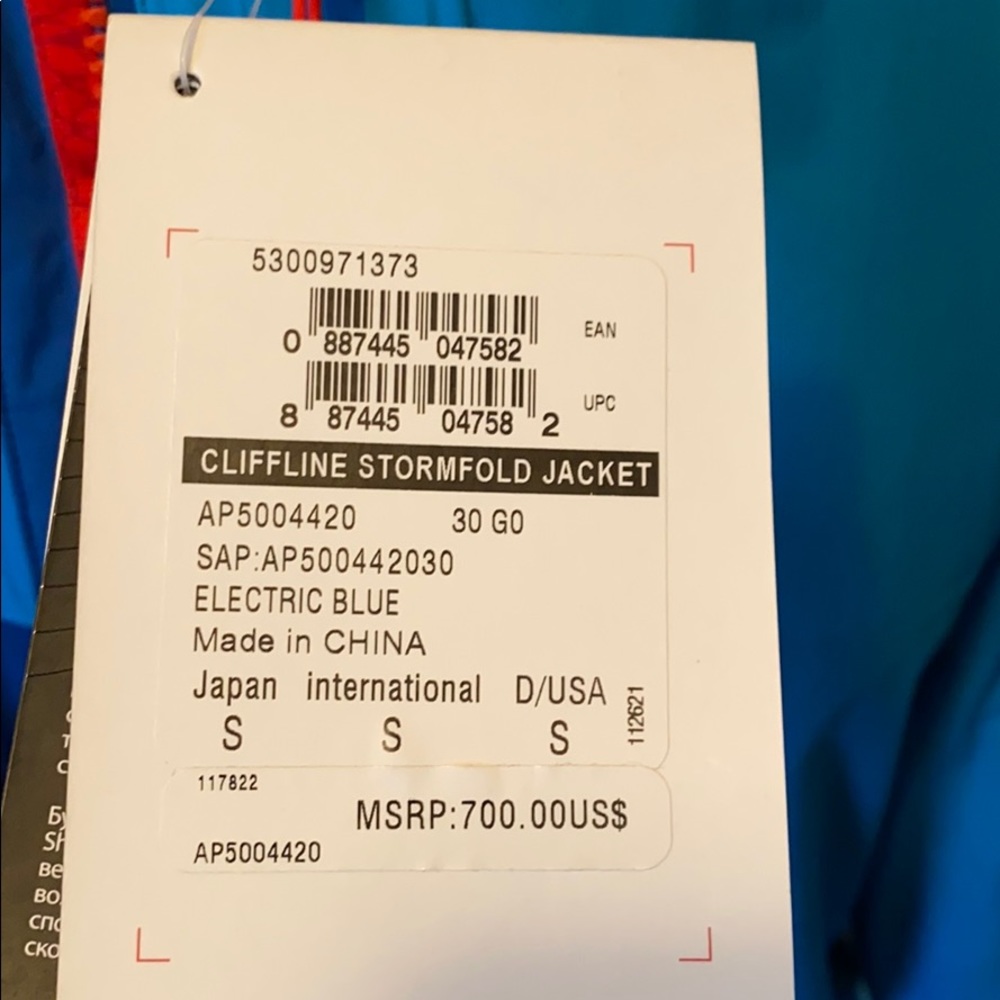 5300971373
0 887445 047582 EAN
8 87445 04758 2 UPC
CLIFFLINE STORMFOLD JACKET
AP5004420 30 G0
SAP:AP500442030
ELECTRIC BLUE
Made in CHINA
Japan international D/USA
S S S
112621
117822
MSRP:700.00US$
AP5004420